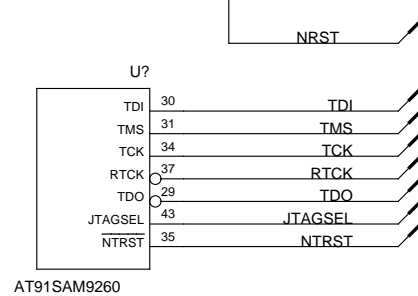 NRST
U?
TDI 30 TDI
TMS 31 TMS
TCK 34 TCK
RTCK 37 RTCK
TDO 29 TDO
JTAGSEL 43 JTAGSEL
NTRST 35 NTRST
AT91SAM9260